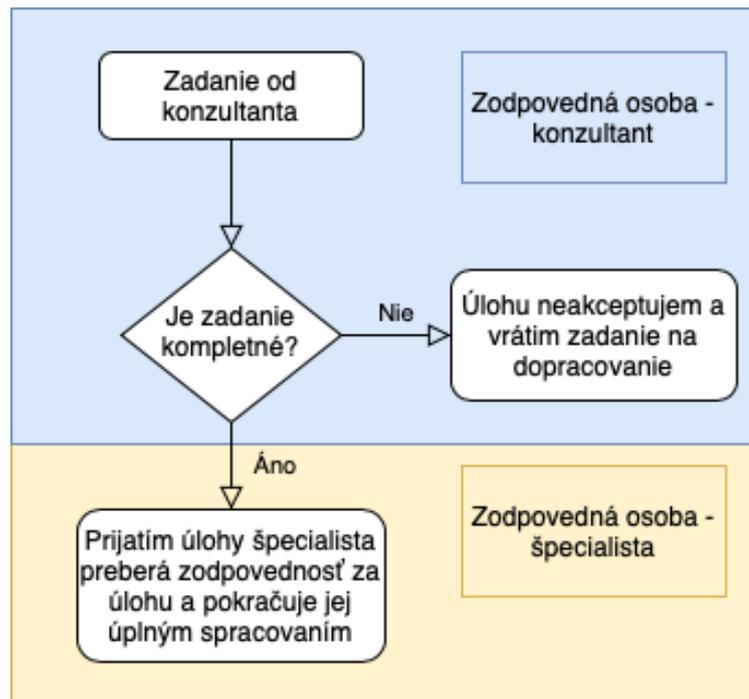 Zadanie od
konzultanta
Zodpovedná osoba -
konzultant
Je zadanie
kompletné?
Nie
Úlohu neakceptujem a
vrátim zadanie na
dopracovanie
Áno
Prijatím úlohy špecialista
preberá zodpovednosť za
úlohu a pokračuje jej
úplným spracovaním
Zodpovedná osoba -
špecialista